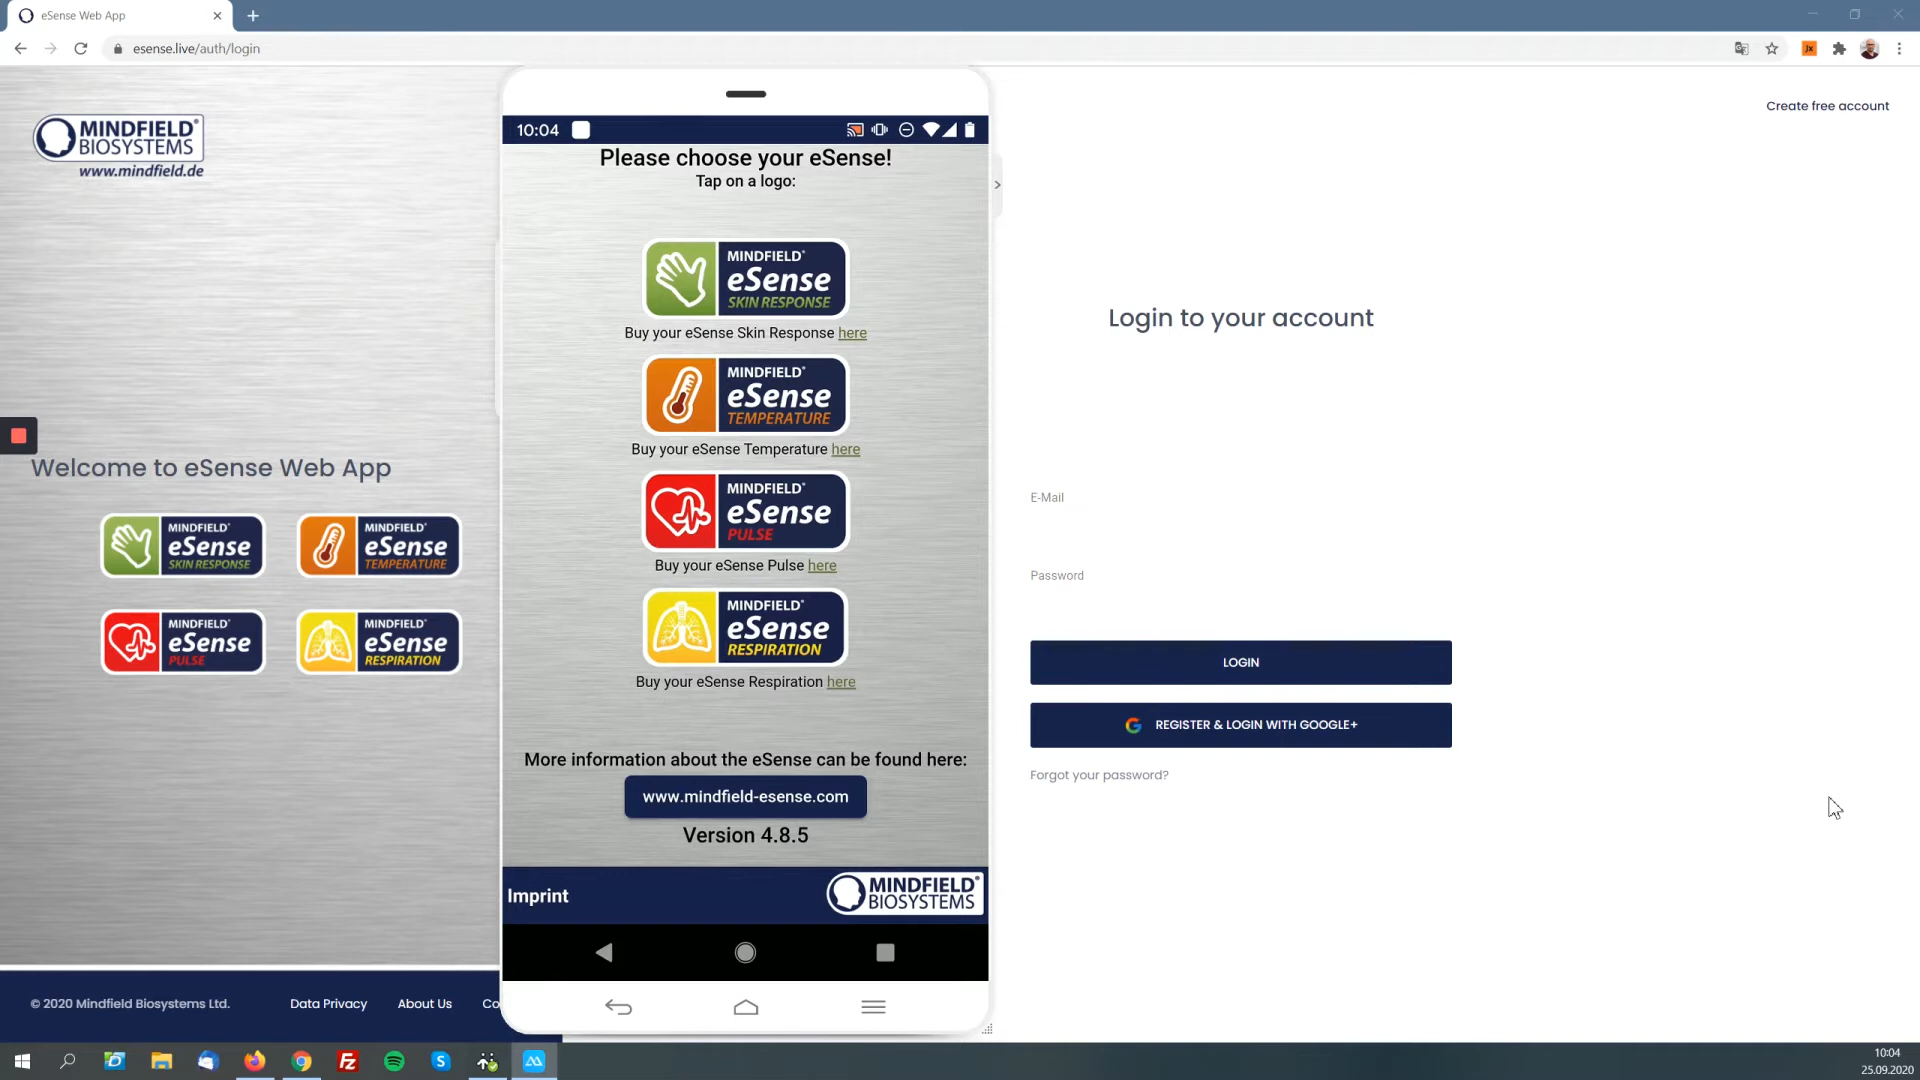 eSense Web App
esense.live/auth/login
Jx
Create free account
MINDFIELD®
BIOSYSTEMS
www.mindfield.de
Welcome to eSense Web App
MINDFIELD®
eSense
SKIN RESPONSE
MINDFIELD®
eSense
TEMPERATURE
MINDFIELD®
eSense
PULSE
MINDFIELD®
eSense
RESPIRATION
© 2020 Mindfield Biosystems Ltd.
Data Privacy
About Us
Co
10:04
Please choose your eSense!
Tap on a logo:
MINDFIELD®
eSense
SKIN RESPONSE
Buy your eSense Skin Response here
MINDFIELD®
eSense
TEMPERATURE
Buy your eSense Temperature here
MINDFIELD®
eSense
PULSE
Buy your eSense Pulse here
MINDFIELD®
eSense
RESPIRATION
Buy your eSense Respiration here
More information about the eSense can be found here:
www.mindfield-esense.com
Version 4.8.5
Imprint
MINDFIELD®
BIOSYSTEMS
Login to your account
E-Mail
Password
LOGIN
REGISTER & LOGIN WITH GOOGLE+
Forgot your password?
10:04
25.09.2020